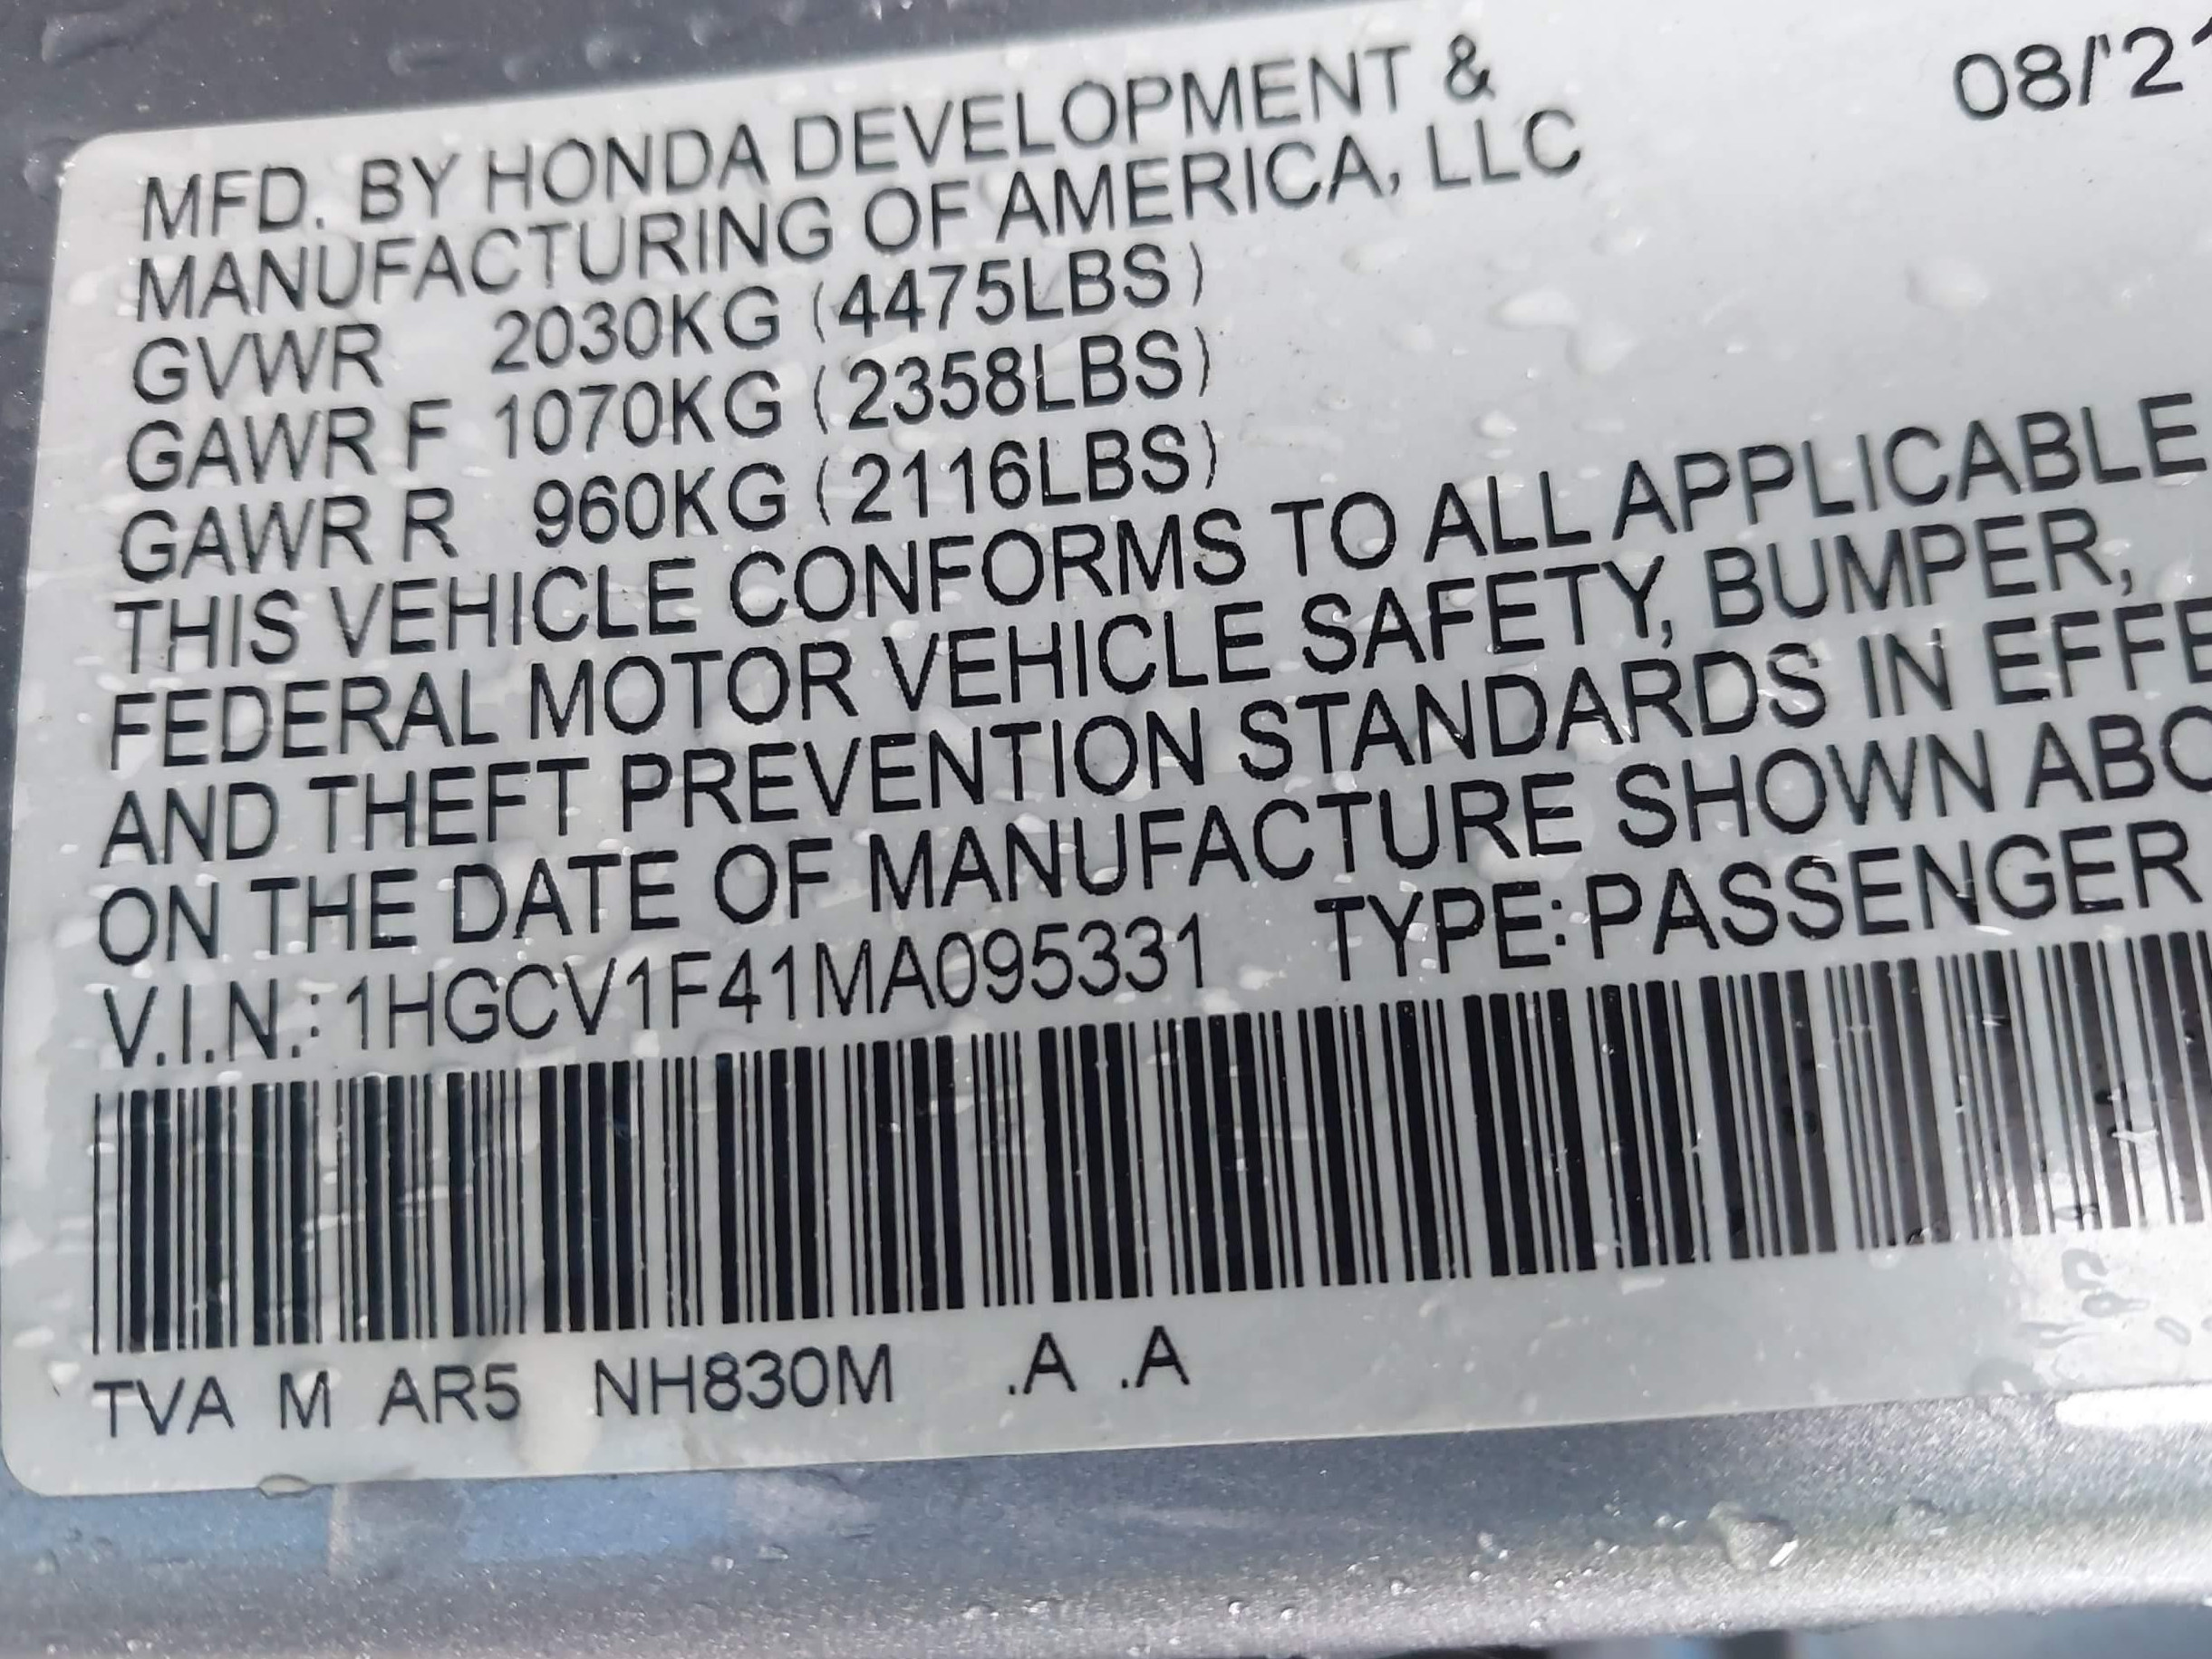 08/'21
MFD. BY HONDA DEVELOPMENT &
MANUFACTURING OF AMERICA, LLC
GVWR 2030KG (4475LBS)
GAWR F 1070KG (2358LBS)
GAWR R 960KG (2116LBS)
THIS VEHICLE CONFORMS TO ALL APPLICABLE
FEDERAL MOTOR VEHICLE SAFETY, BUMPER,
AND THEFT PREVENTION STANDARDS IN EFFE
ON THE DATE OF MANUFACTURE SHOWN ABO
V.I.N.: 1HGCV1F41MA095331 TYPE: PASSENGER
TVA M AR5 NH830M .A .A